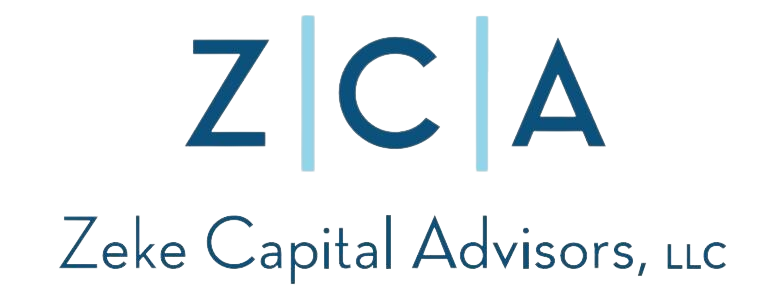 Z|C|A
Zeke Capital Advisors, LLC